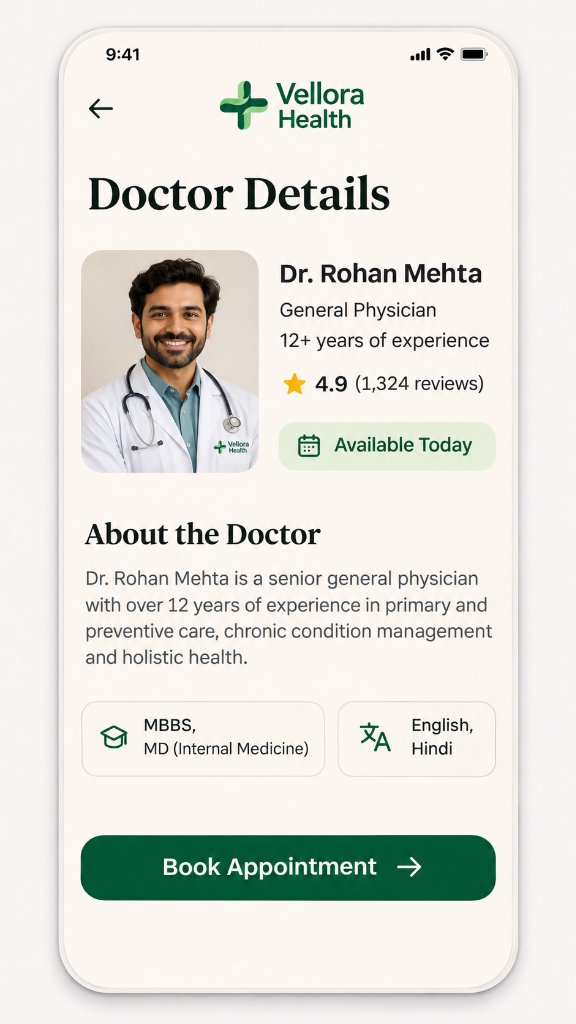 9:41
Vellora
Health
Doctor Details
Dr. Rohan Mehta
General Physician
12+ years of experience
4.9 (1,324 reviews)
Vellora
Health
Available Today
About the Doctor
Dr. Rohan Mehta is a senior general physician
with over 12 years of experience in primary and
preventive care, chronic condition management
and holistic health.
MBBS,
MD (Internal Medicine)
文A
English,
Hindi
Book Appointment